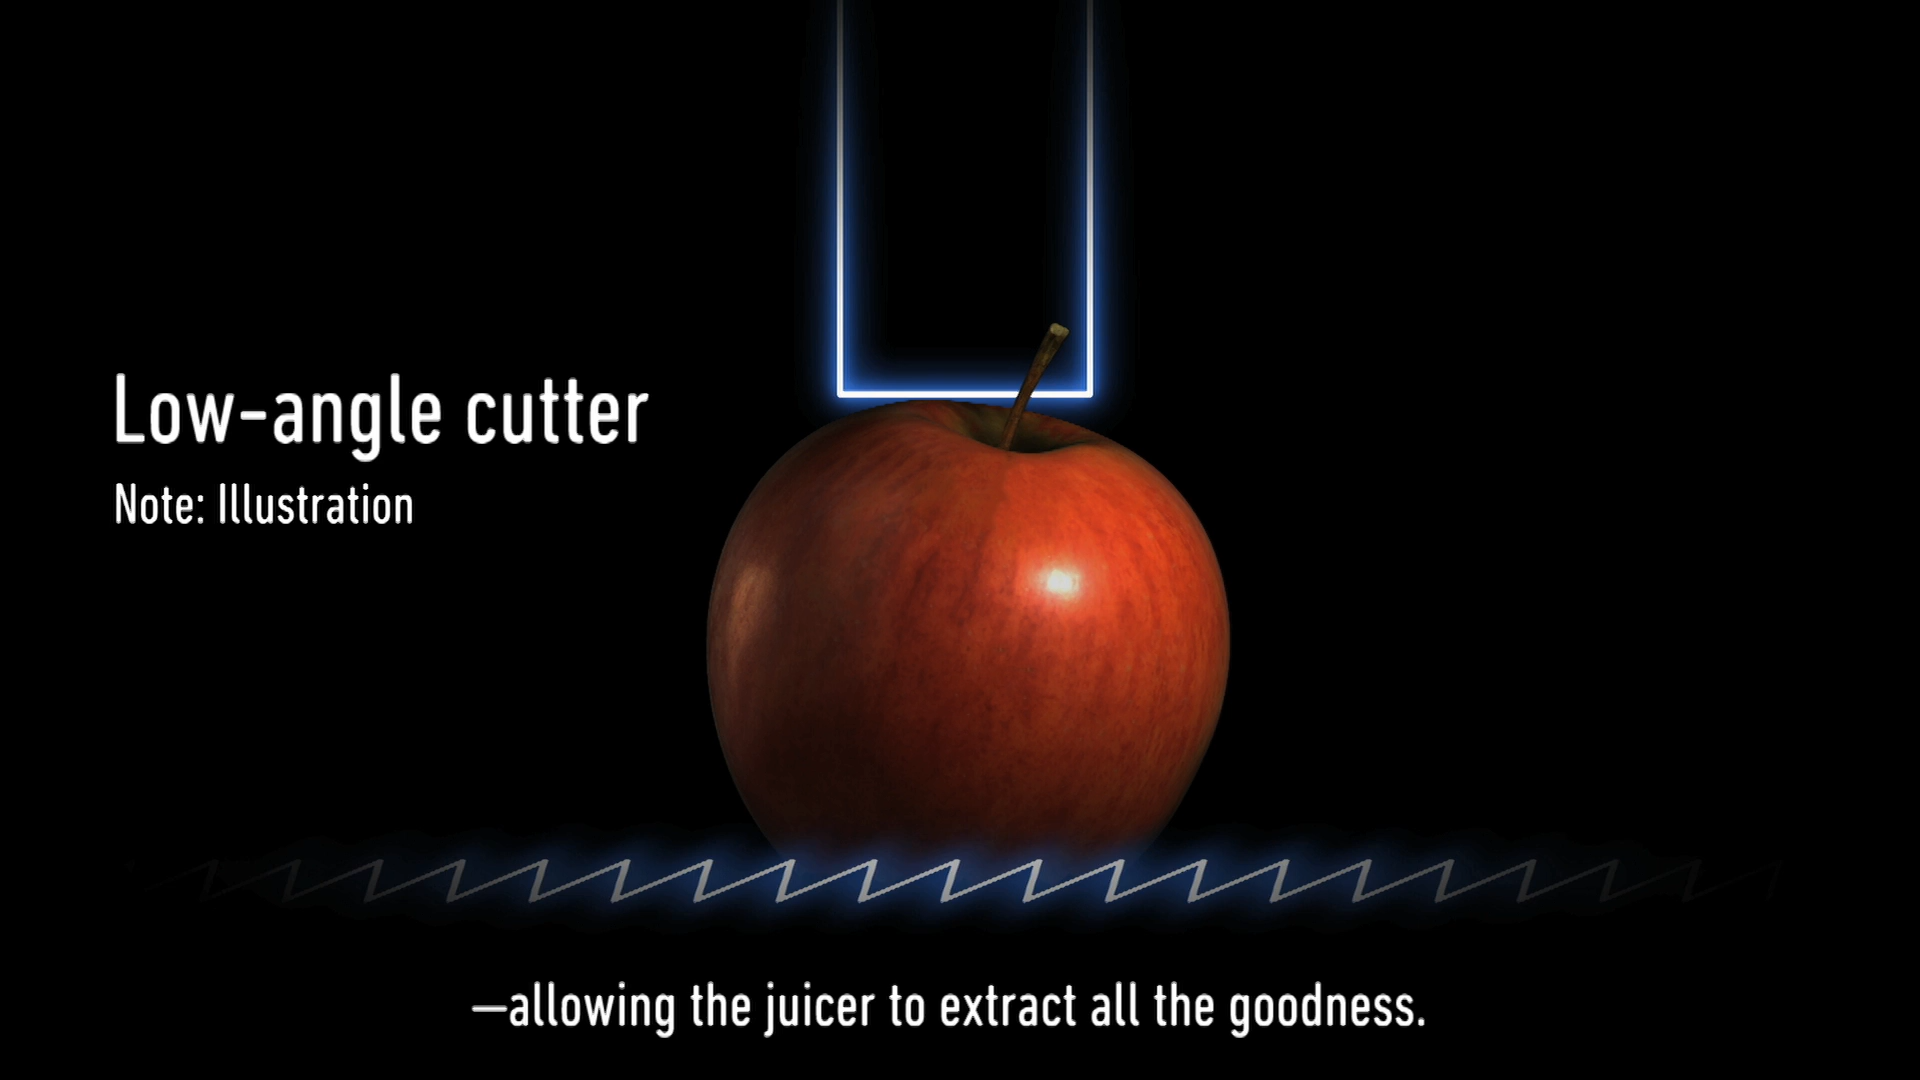 Low-angle cutter
Note: Illustration
—allowing the juicer to extract all the goodness.